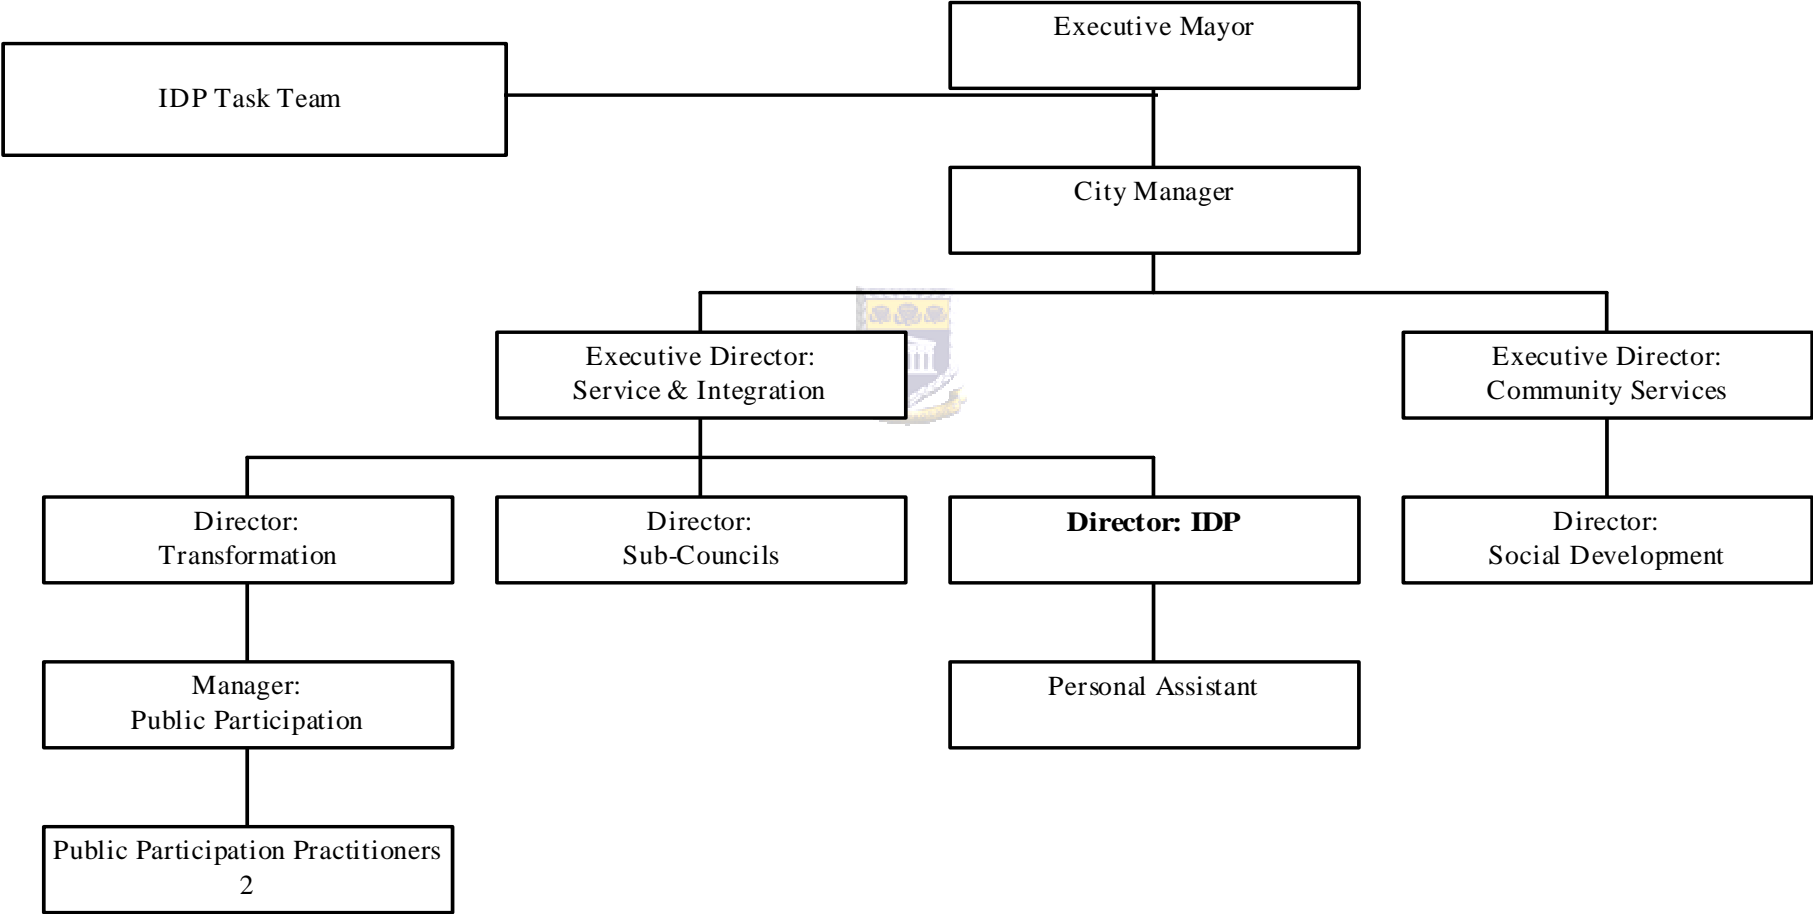 Executive Mayor
IDP Task Team
City Manager
Executive Director:
Service & Integration
Executive Director:
Community Services
Director:
Transformation
Director:
Sub-Councils
Director: IDP
Director:
Social Development
Manager:
Public Participation
Personal Assistant
Public Participation Practitioners
2